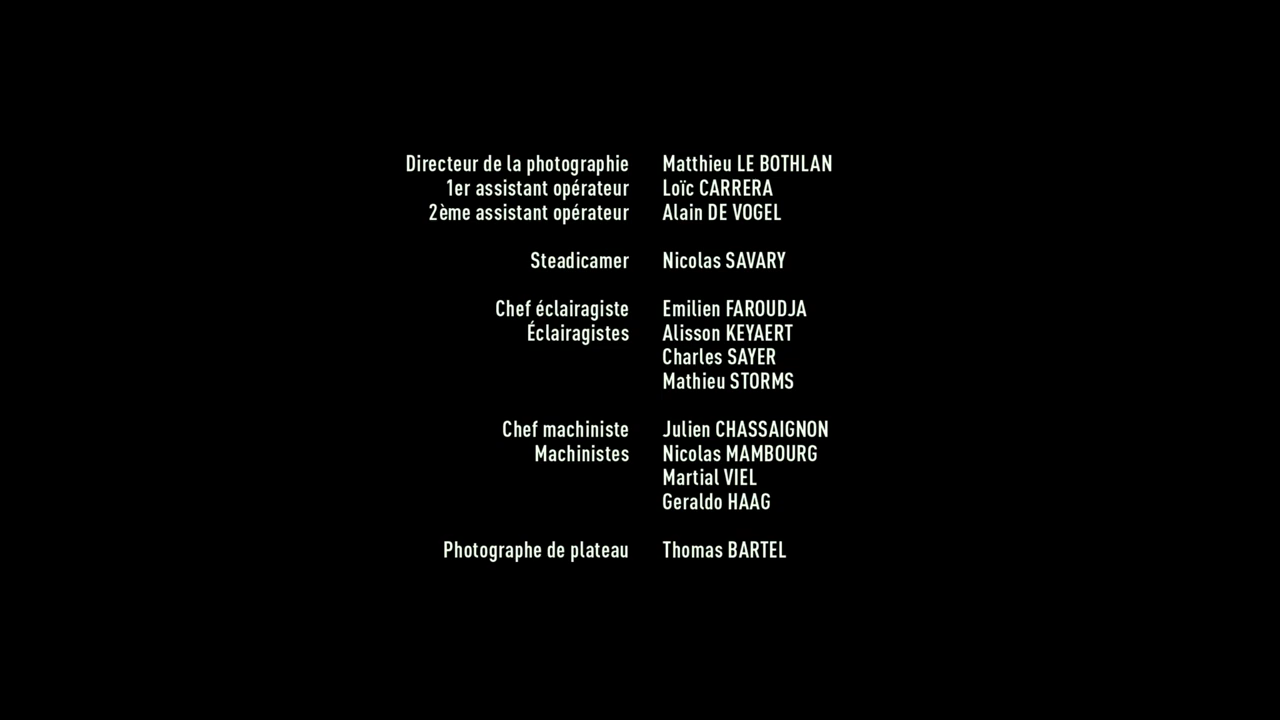 Directeur de la photographie Matthieu LE BOTHLAN
1er assistant opérateur Loïc CARRERA
2ème assistant opérateur Alain DE VOGEL
Steadicamer Nicolas SAVARY
Chef éclairagiste Emilien FAROUDJA
Éclairagistes Alisson KEYAERT
Charles SAYER
Mathieu STORMS
Chef machiniste Julien CHASSAIGNON
Machinistes Nicolas MAMBOURG
Martial VIEL
Geraldo HAAG
Photographe de plateau Thomas BARTEL